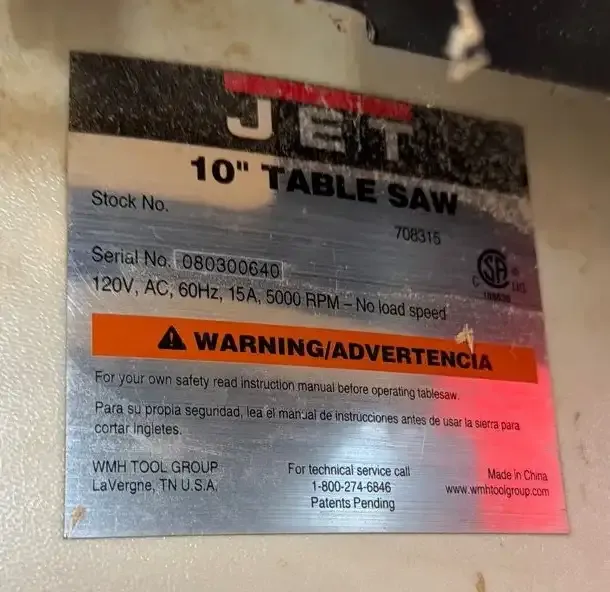 JET
10" TABLE SAW
Stock No.
708315
Serial No. 080300640
120V, AC, 60Hz, 15A, 5000 RPM – No load speed
C SA US
WARNING/ADVERTENCIA
For your own safety read instruction manual before operating tablesaw.
Para su propia seguridad, lea el manual de instrucciones antes de usar la sierra para
cortar ingletes.
WMH TOOL GROUP
LaVergne, TN U.S.A.
For technical service call
1-800-274-6846
Patents Pending
Made in China
www.wmhtoolgroup.com